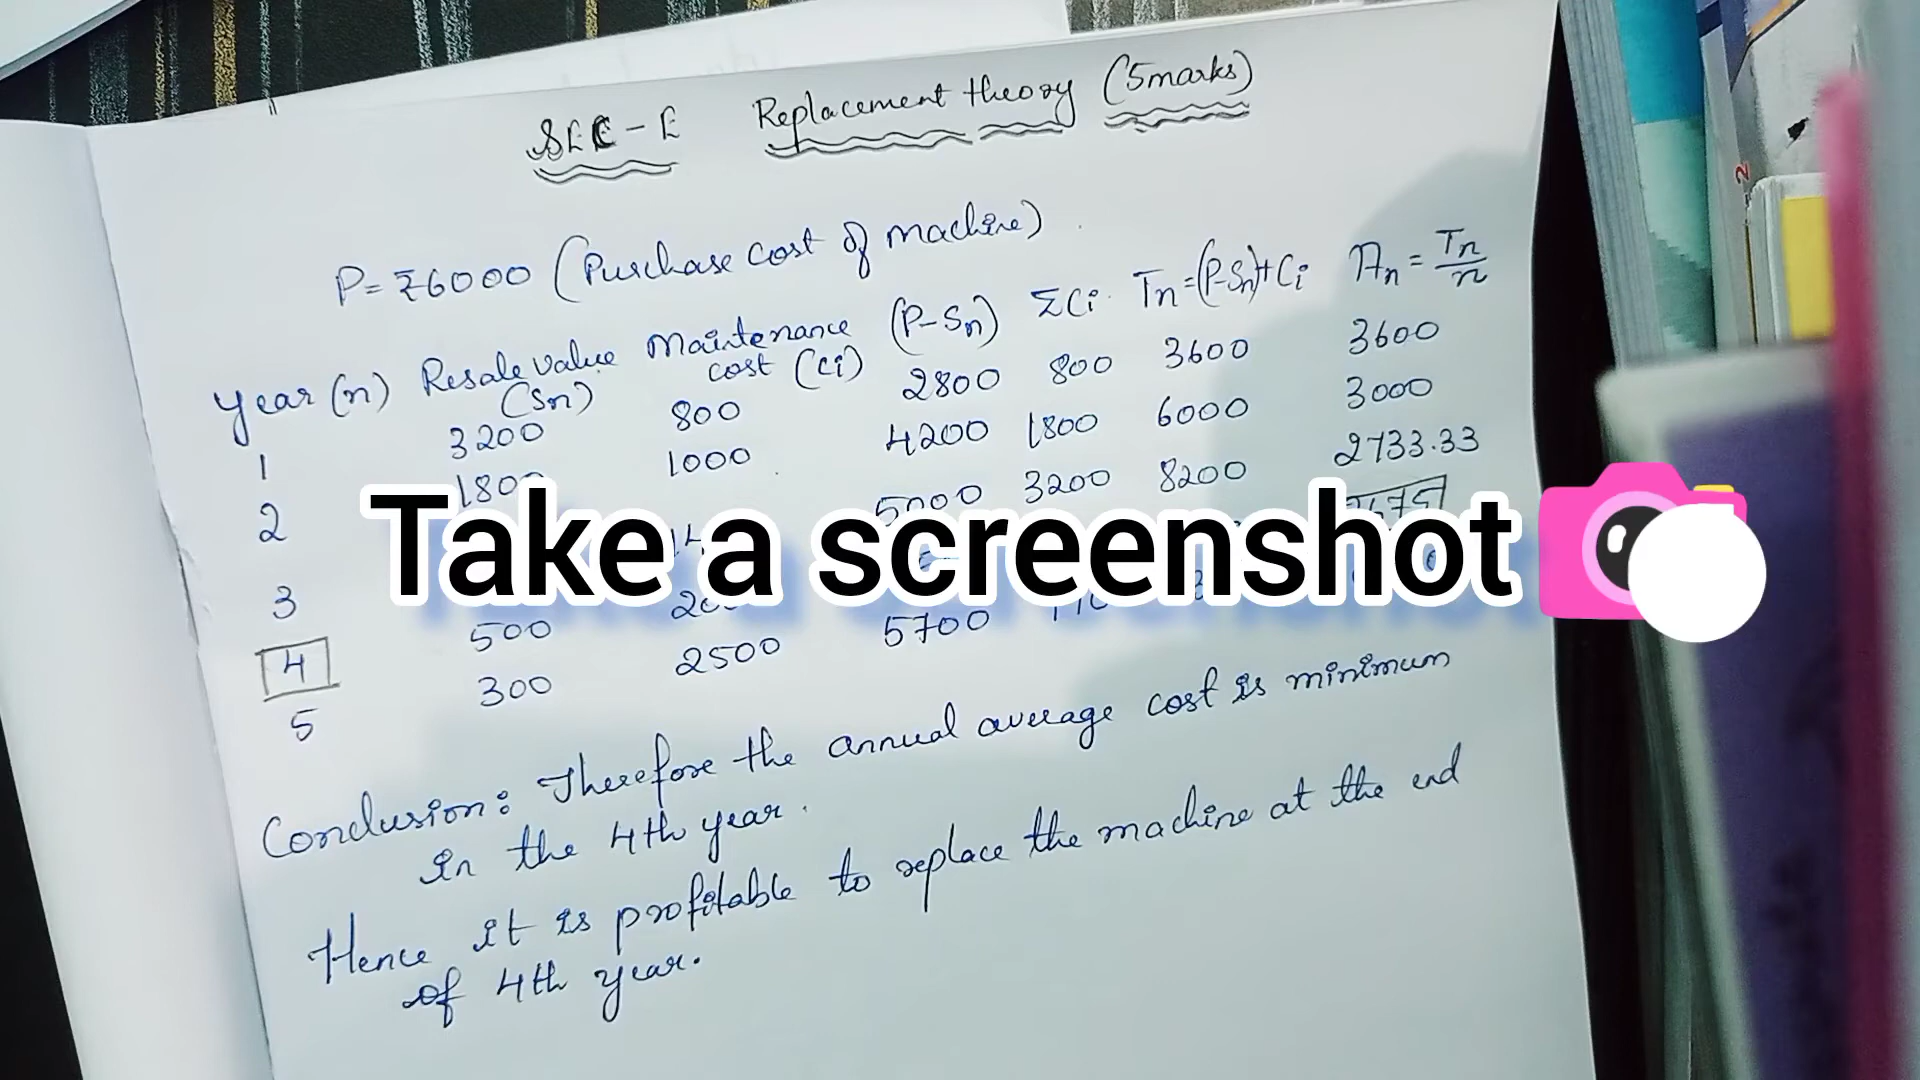 SEC-E Replacement theory (5marks)
P=₹6000 (Purchase cost of machine)
year (n) Resale value (Sn) Maintenance cost (Ci) (P-Sn) ΣCi Tn=(P-Sn)+Ci An=Tn/n
1 3200 800 2800 800 3600 3600
2 1800 1000 4200 1800 6000 3000
3 5000 3200 8200 2733.33
4 500
5 300 2500 5700
Take a screenshot
Conclusion: Therefore the annual average cost is minimum
in the 4th year.
Hence it is profitable to replace the machine at the end
of 4th year.